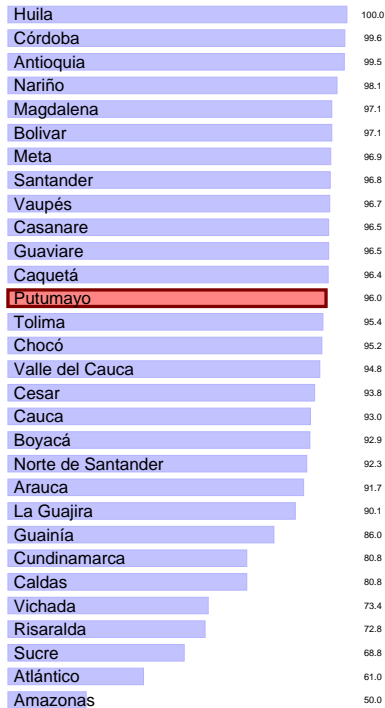 Huila 100.0
Córdoba 99.6
Antioquia 99.5
Nariño 98.1
Magdalena 97.1
Bolivar 97.1
Meta 96.9
Santander 96.8
Vaupés 96.7
Casanare 96.5
Guaviare 96.5
Caquetá 96.4
Putumayo 96.0
Tolima 95.4
Chocó 95.2
Valle del Cauca 94.8
Cesar 93.8
Cauca 93.0
Boyacá 92.9
Norte de Santander 92.3
Arauca 91.7
La Guajira 90.1
Guainía 86.0
Cundinamarca 80.8
Caldas 80.8
Vichada 73.4
Risaralda 72.8
Sucre 68.8
Atlántico 61.0
Amazonas 50.0